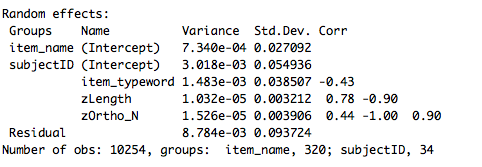 Random effects:
 Groups    Name        Variance  Std.Dev. Corr
 item_name (Intercept) 7.340e-04 0.027092
 subjectID (Intercept) 3.018e-03 0.054936
           item_typeword 1.483e-03 0.038507 -0.43
           zLength     1.032e-05 0.003212  0.78 -0.90
           zOrtho_N    1.526e-05 0.003906  0.44 -1.00  0.90
 Residual              8.784e-03 0.093724
Number of obs: 10254, groups:  item_name, 320; subjectID, 34